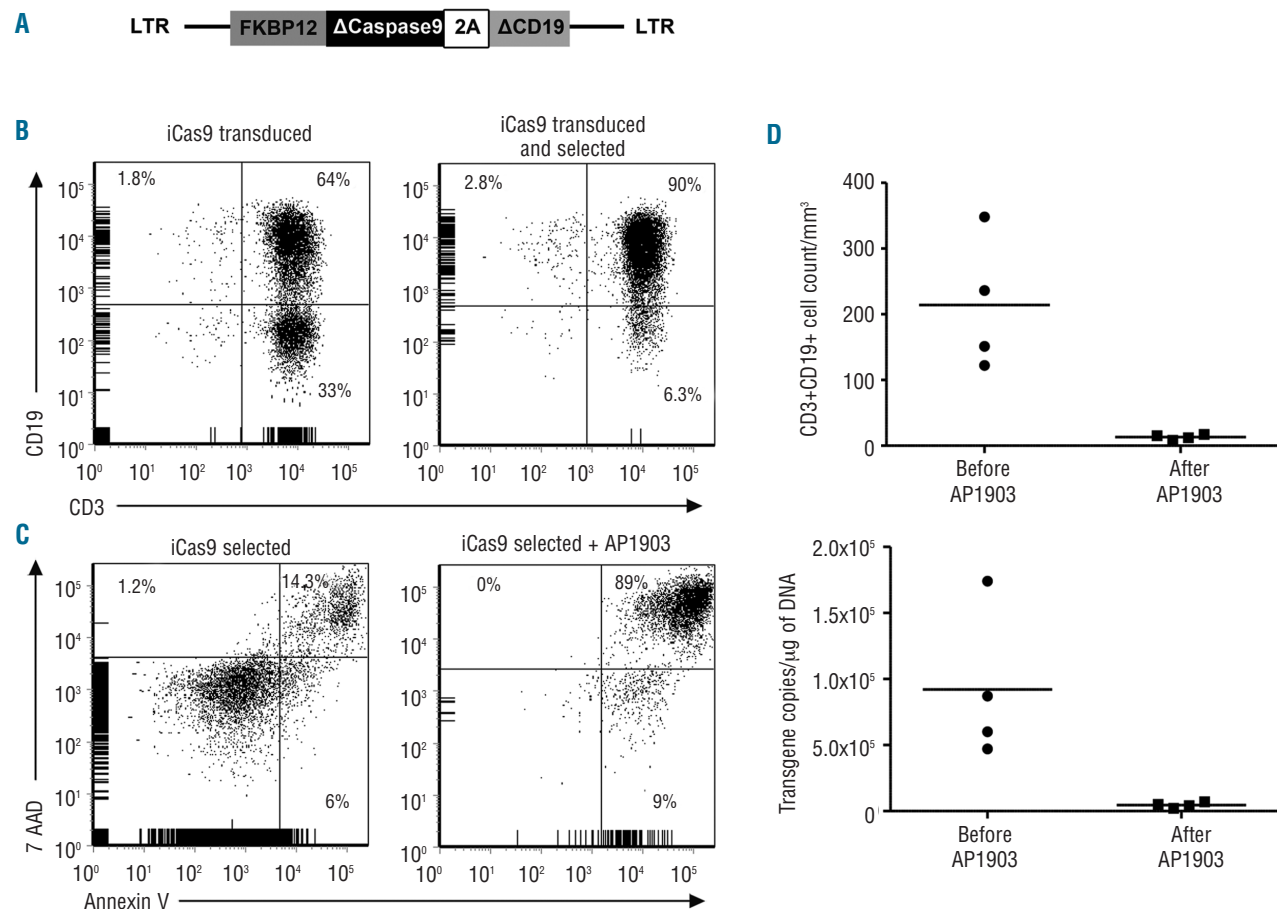 A
LTR FKBP12 ΔCaspase9 2A ΔCD19 LTR
B
iCas9 transduced
1.8% 64%
33%
10⁵
10⁴
10³
10²
10¹
10⁰
10⁰ 10¹ 10² 10³ 10⁴ 10⁵
CD19
iCas9 transduced
and selected
2.8% 90%
6.3%
10⁵
10⁴
10³
10²
10¹
10⁰
10⁰ 10¹ 10² 10³ 10⁴ 10⁵
CD3
C
iCas9 selected
1.2% 14.3%
6%
10⁵
10⁴
10³
10²
10¹
10⁰
10⁰ 10¹ 10² 10³ 10⁴ 10⁵
7 AAD
iCas9 selected + AP1903
0% 89%
9%
10⁵
10⁴
10³
10²
10¹
10⁰
10⁰ 10¹ 10² 10³ 10⁴ 10⁵
Annexin V
D
CD3+CD19+ cell count/mm³
400
300
200
100
0
Before After
AP1903 AP1903
Transgene copies/µg of DNA
2.0x10⁵
1.5x10⁵
1.0x10⁵
5.0x10⁵
0
Before After
AP1903 AP1903